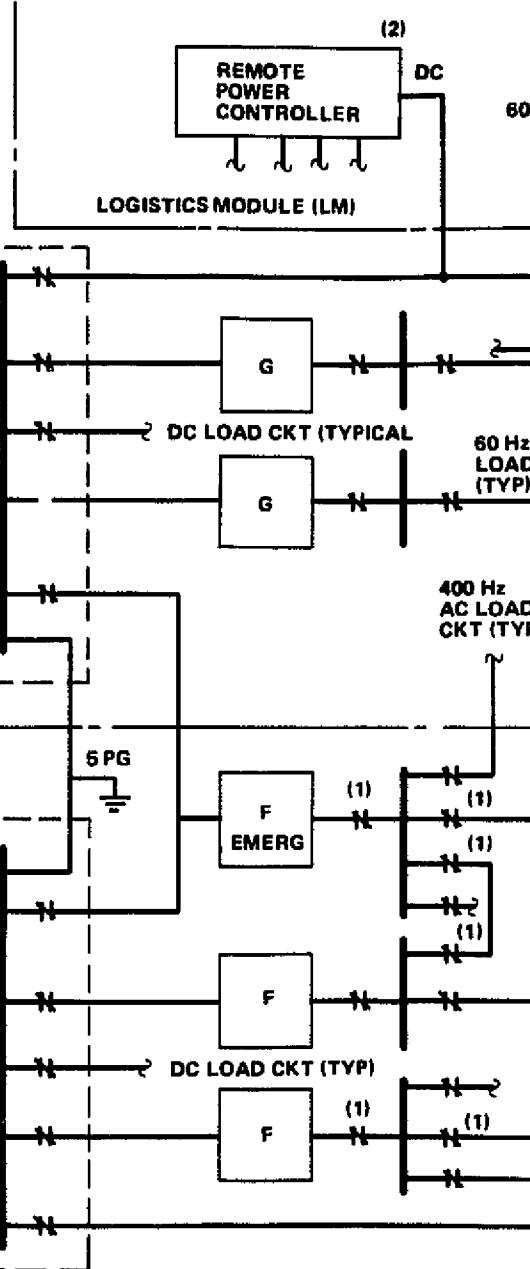 (2)
REMOTE
POWER
CONTROLLER
DC
60
LOGISTICS MODULE (LM)
G
DC LOAD CKT (TYPICAL
60 Hz
LOAD
(TYP)
G
400 Hz
AC LOAD
CKT (TYP
5 PG
F
EMERG
(1)
(1)
(1)
(1)
F
DC LOAD CKT (TYP)
F
(1)
(1)